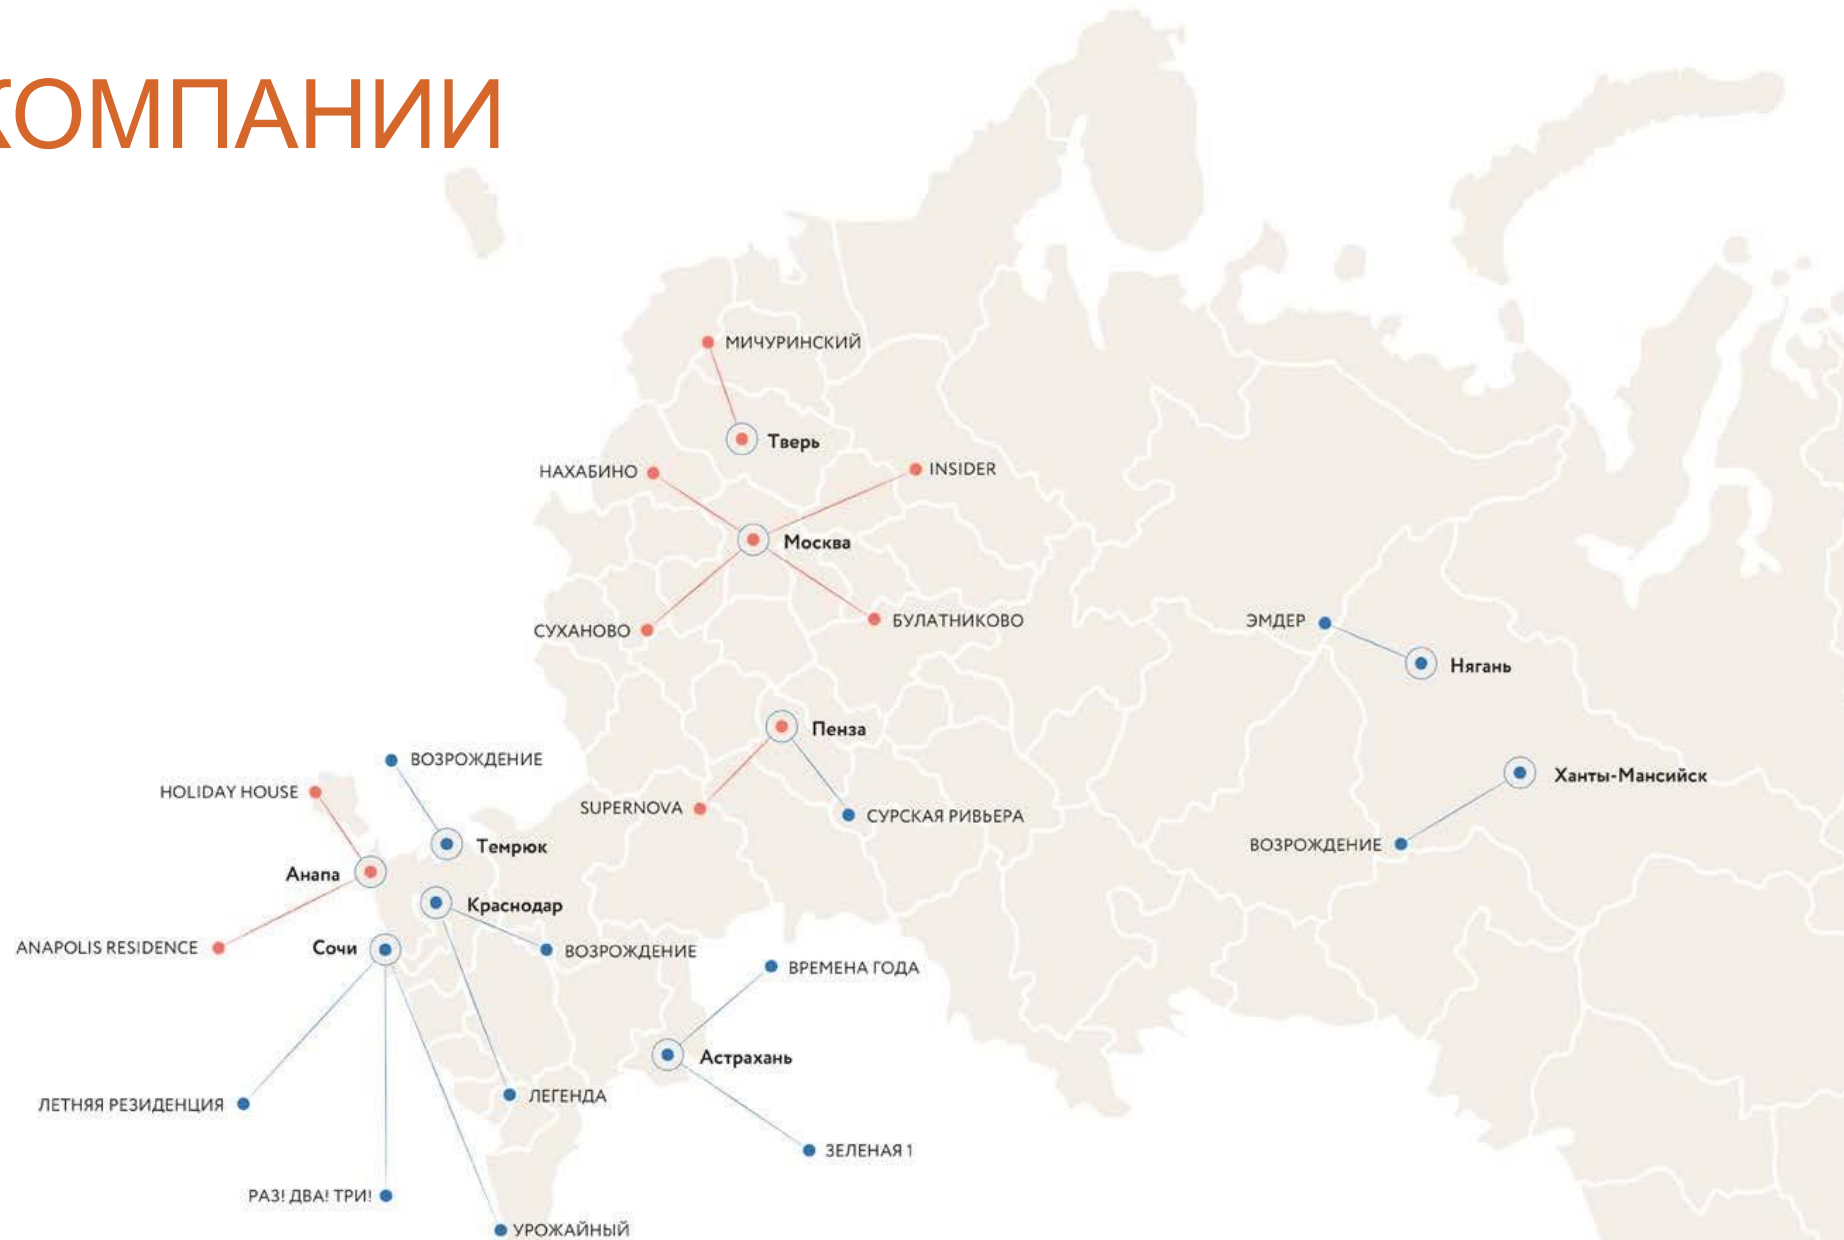 КОМПАНИИ
МИЧУРИНСКИЙ
Тверь
НАХАБИНО
INSIDER
Москва
СУХАНОВО
БУЛАТНИКОВО
ЭМДЕР
Нягань
Пенза
ВОЗРОЖДЕНИЕ
HOLIDAY HOUSE
SUPERNOVA
СУРСКАЯ РИВЬЕРА
Ханты-Мансийск
ВОЗРОЖДЕНИЕ
Темрюк
Анапа
Краснодар
ANAPOLIS RESIDENCE
Сочи
ВОЗРОЖДЕНИЕ
ВРЕМЕНА ГОДА
Астрахань
ЛЕТНЯЯ РЕЗИДЕНЦИЯ
ЛЕГЕНДА
ЗЕЛЕНАЯ 1
РАЗ! ДВА! ТРИ!
УРОЖАЙНЫЙ